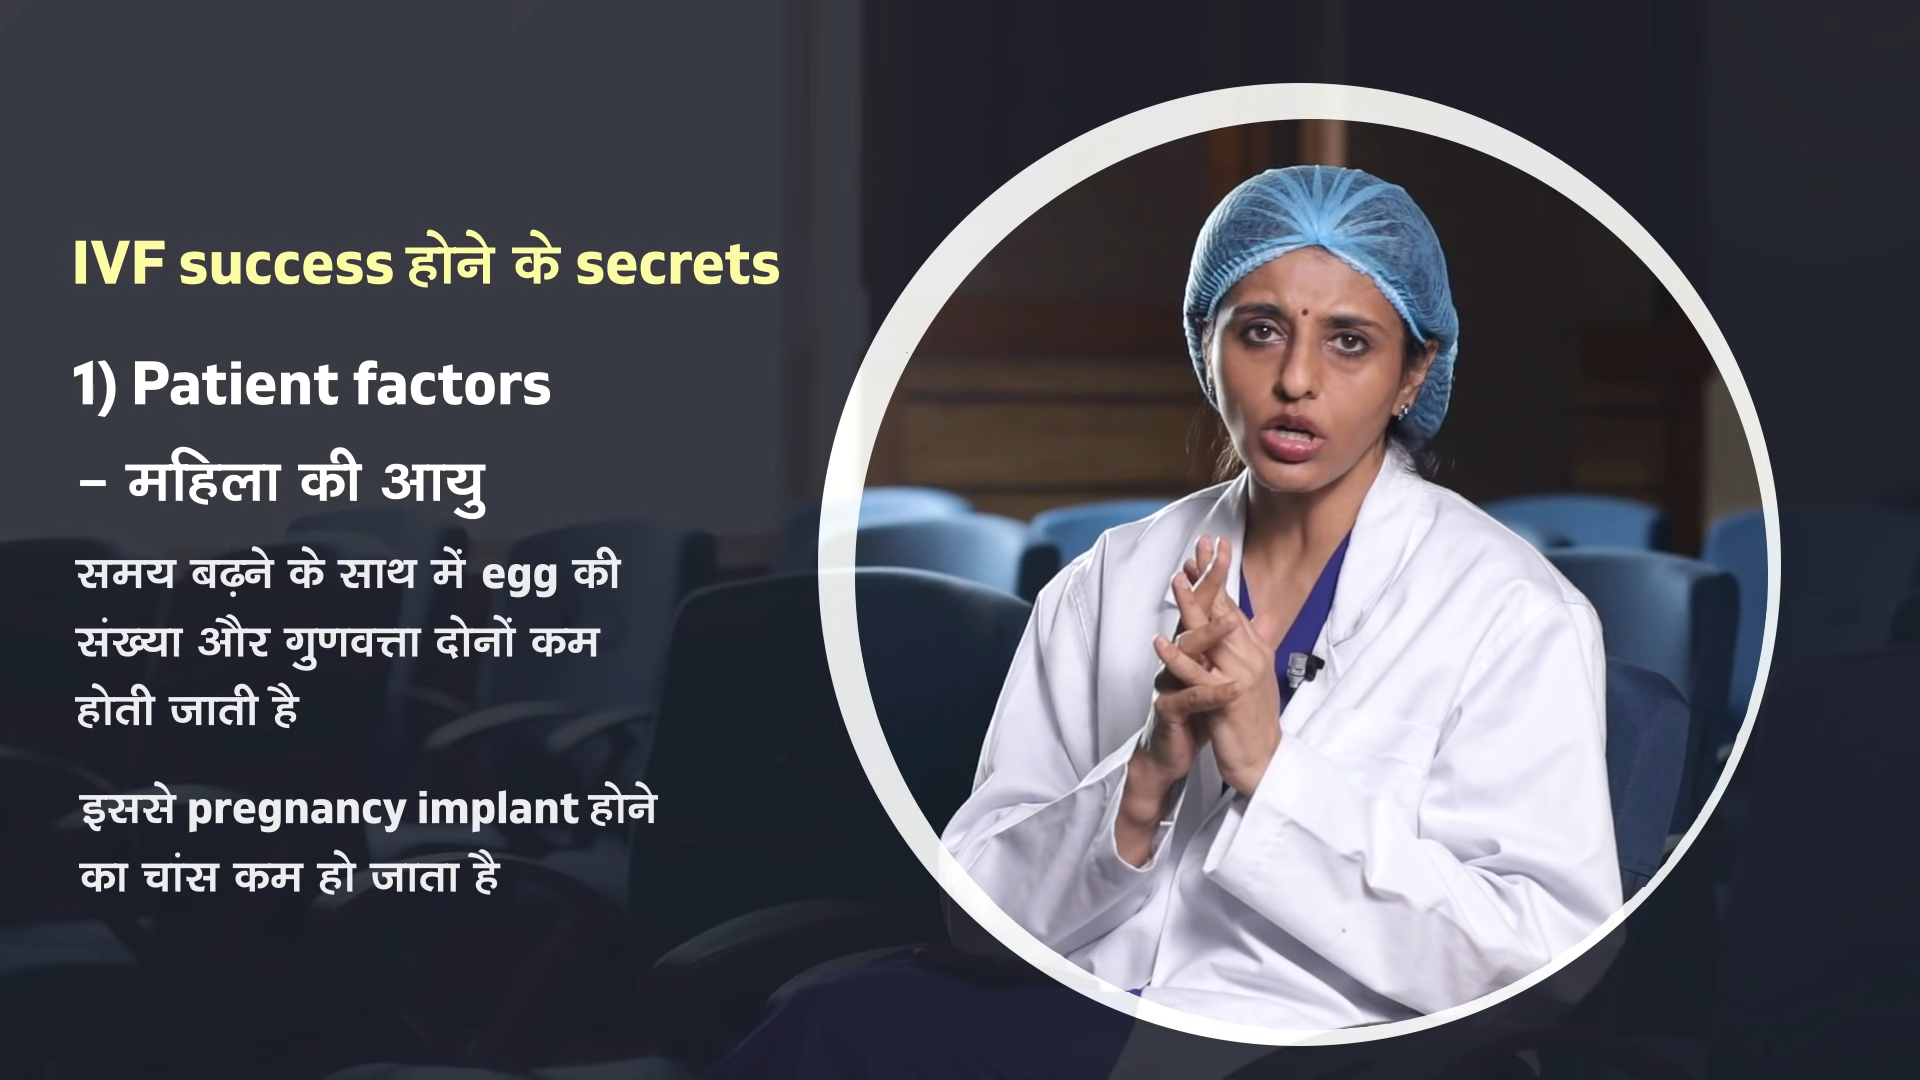 IVF success होने के secrets
1) Patient factors
– महिला की आयु
समय बढ़ने के साथ में egg की
संख्या और गुणवत्ता दोनों कम
होती जाती है
इससे pregnancy implant होने
का चांस कम हो जाता है